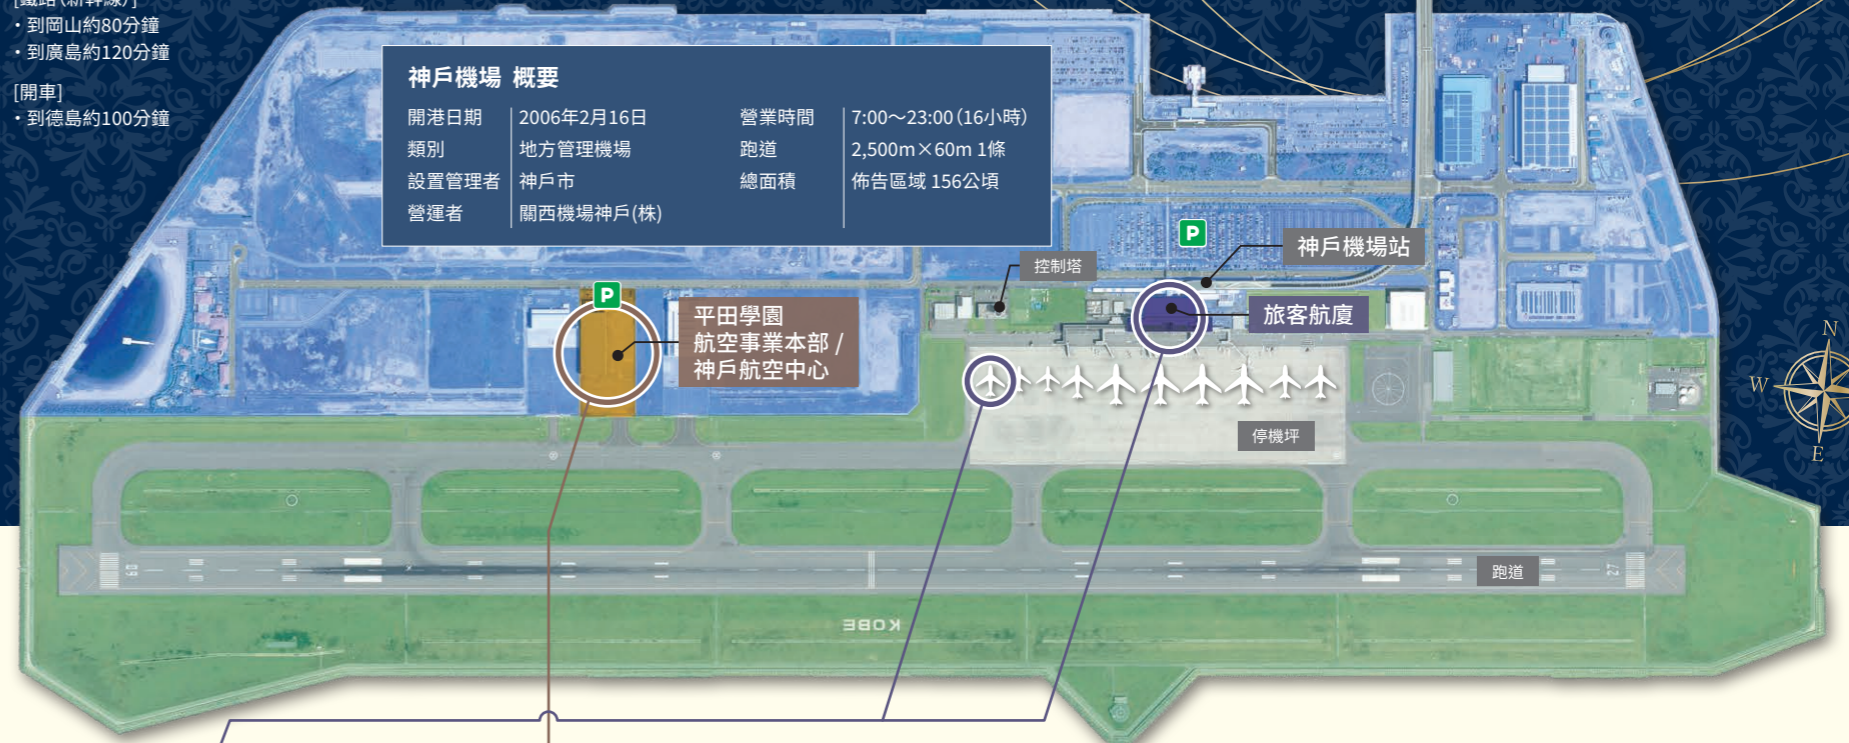 [鐵路(新幹線)]
・到岡山約80分鐘
・到廣島約120分鐘
[開車]
・到德島約100分鐘
神戶機場 概要
開港日期 2006年2月16日
類別 地方管理機場
設置管理者 神戶市
營運者 關西機場神戶(株)
營業時間 7:00～23:00(16小時)
跑道 2,500m×60m 1條
總面積 佈告區域 156公頃
P
神戶機場站
控制塔
P
平田學園
航空事業本部 /
神戶航空中心
旅客航廈
停機坪
N
W
E
跑道
09
27
KOBE